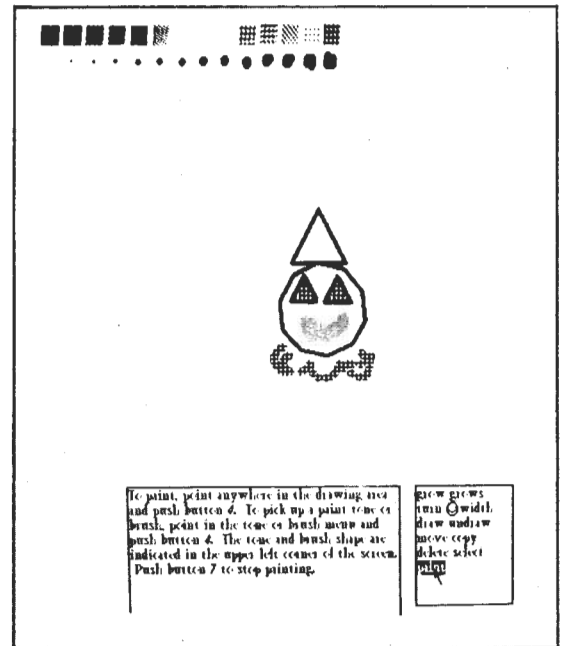 To paint, point anywhere in the drawing area
and push button 4. To pick up a paint tone or
brush, point in the tone or brush menu and
push button 4. The tone and brush shape are
indicated in the upper left corner of the screen.
Push button 7 to stop painting.
grow grows
turn width
draw undraw
move copy
delete select
paint